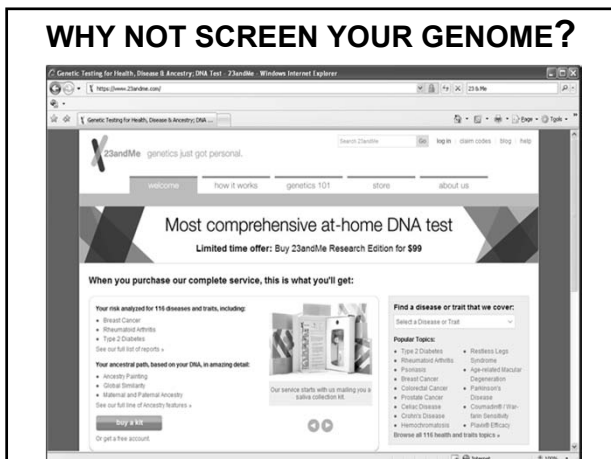 WHY NOT SCREEN YOUR GENOME?
Genetic Testing for Health, Disease & Ancestry; DNA Test - 23andMe - Windows Internet Explorer
https://www.23andme.com/
23 & Me
Genetic Testing for Health, Disease & Ancestry; DNA ...
Page
Tools
23andMe genetics just got personal.
Search 23andMe
Go
log in
claim codes
blog
help
welcome
how it works
genetics 101
store
about us
Most comprehensive at-home DNA test
Limited time offer: Buy 23andMe Research Edition for $99
When you purchase our complete service, this is what you'll get:
Your risk analyzed for 116 diseases and traits, including:
• Breast Cancer
• Rheumatoid Arthritis
• Type 2 Diabetes
See our full list of reports »
Your ancestral path, based on your DNA, in amazing detail:
• Ancestry Painting
• Global Similarity
• Maternal and Paternal Ancestry
See our full line of Ancestry features »
buy a kit
Or get a free account.
Our service starts with us mailing you a
saliva collection kit.
Find a disease or trait that we cover:
Select a Disease or Trait
Popular Topics:
• Type 2 Diabetes
• Rheumatoid Arthritis
• Psoriasis
• Breast Cancer
• Colorectal Cancer
• Prostate Cancer
• Celiac Disease
• Crohn's Disease
• Hemochromatosis
• Restless Legs
Syndrome
• Age-related Macular
Degeneration
• Parkinson's
Disease
• Coumadin® / War-
farin Sensitivity
• Plavix® Efficacy
Browse all 116 health and traits topics »
Internet
100%